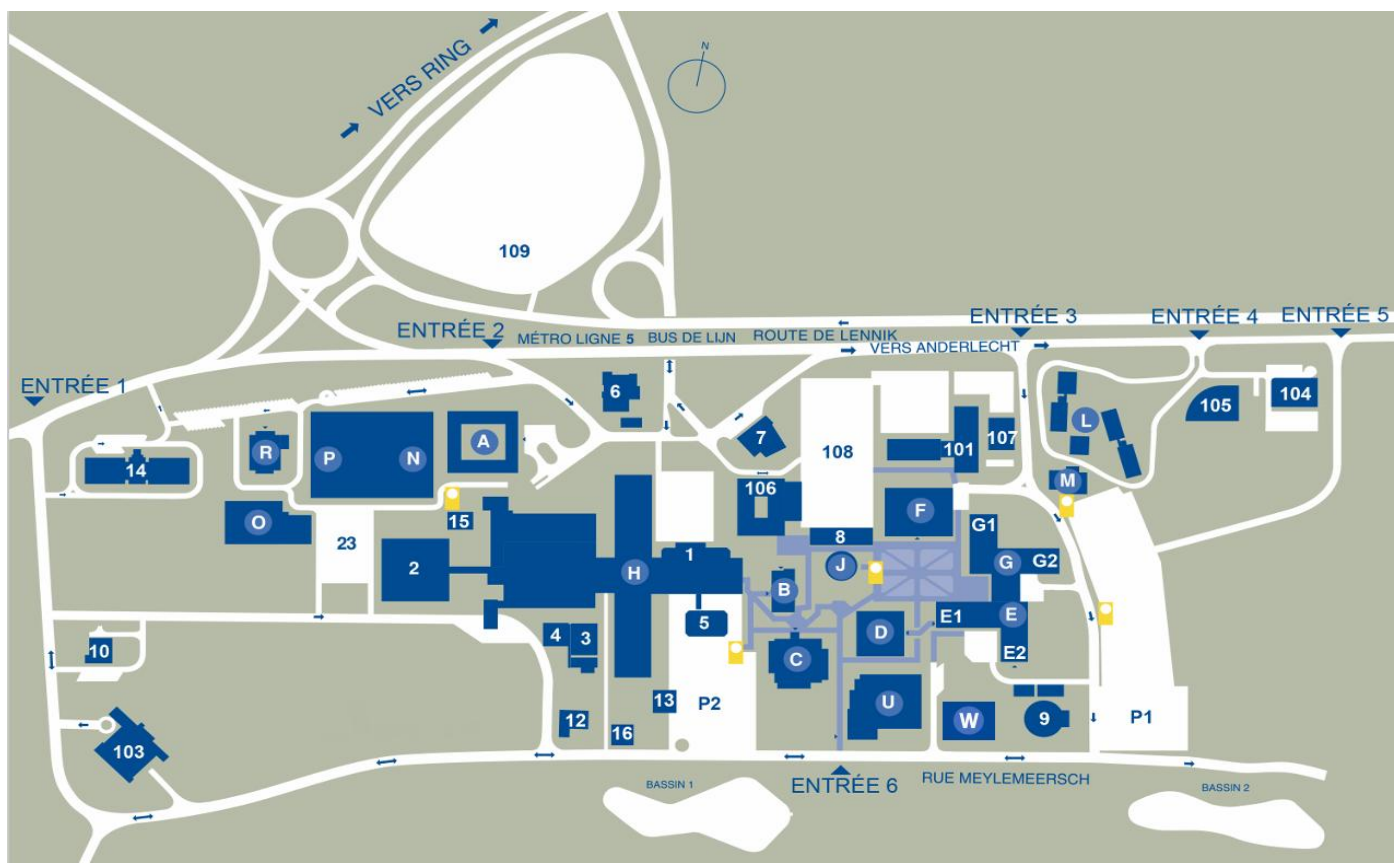 VERS RING
N
109
ENTRÉE 1
ENTRÉE 2
MÉTRO LIGNE 5
BUS DE LIJN
ROUTE DE LENNIK
VERS ANDERLECHT
ENTRÉE 3
ENTRÉE 4
ENTRÉE 5
6
7
108
101
107
L
105
104
14
R
P
N
A
O
23
15
2
H
1
5
106
8
J
B
F
G1
G
G2
M
E1
E
E2
D
C
U
W
9
P1
4
3
10
103
12
16
13
P2
ENTRÉE 6
RUE MEYLEMEERSCH
BASSIN 1
BASSIN 2